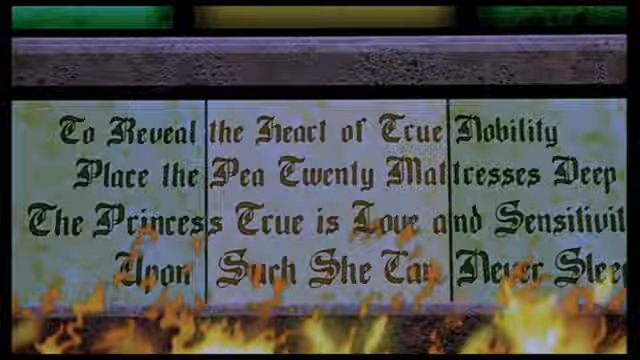 To Reveal the Heart of True Nobility
Place the Pea Twenty Mattresses Deep
The Princess True is Love and Sensitivit
Upon Such She Can Never Slee